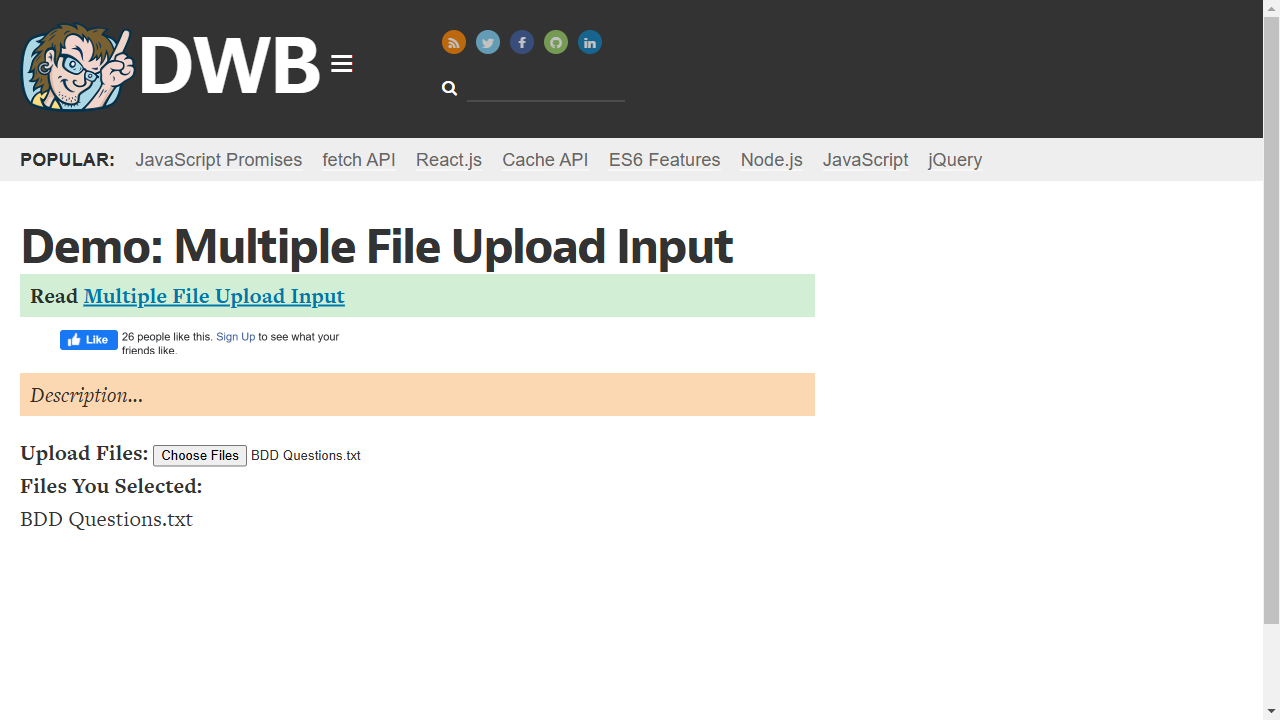 DWB
POPULAR: JavaScript Promises fetch API React.js Cache API ES6 Features Node.js JavaScript jQuery
Demo: Multiple File Upload Input
Read Multiple File Upload Input
Like 26 people like this. Sign Up to see what your
friends like.
Description...
Upload Files: Choose Files BDD Questions.txt
Files You Selected:
BDD Questions.txt